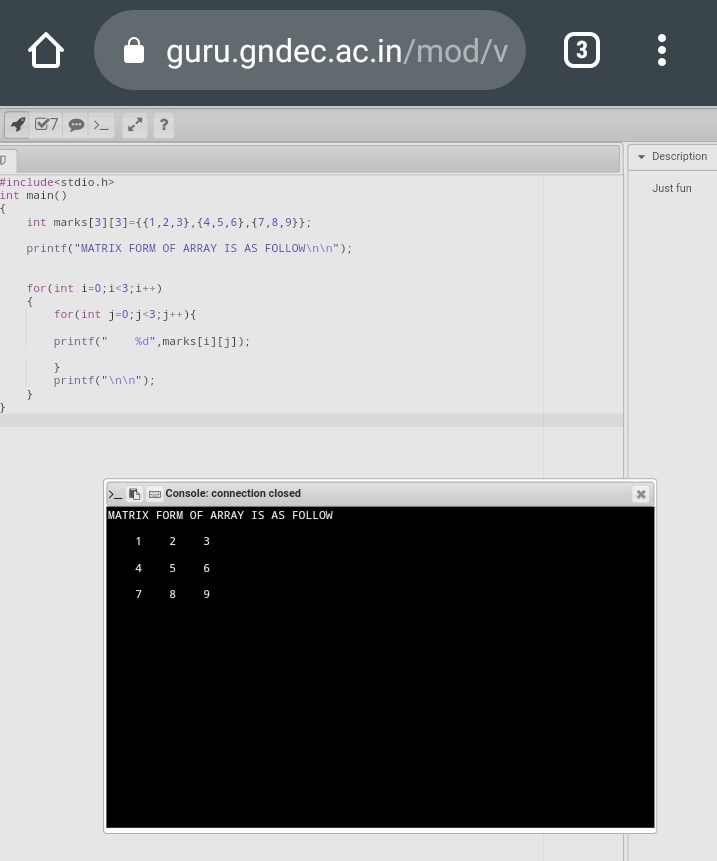 guru.gndec.ac.in/mod/v
3
7
>_
?
Description
Just fun
#include<stdio.h>
int main()
{
    int marks[3][3]={{1,2,3},{4,5,6},{7,8,9}};
    printf("MATRIX FORM OF ARRAY IS AS FOLLOW\n\n");
    for(int i=0;i<3;i++)
    {
        for(int j=0;j<3;j++){
        printf("    %d",marks[i][j]);
        }
        printf("\n\n");
    }
}
>_ Console: connection closed
MATRIX FORM OF ARRAY IS AS FOLLOW
    1    2    3
    4    5    6
    7    8    9